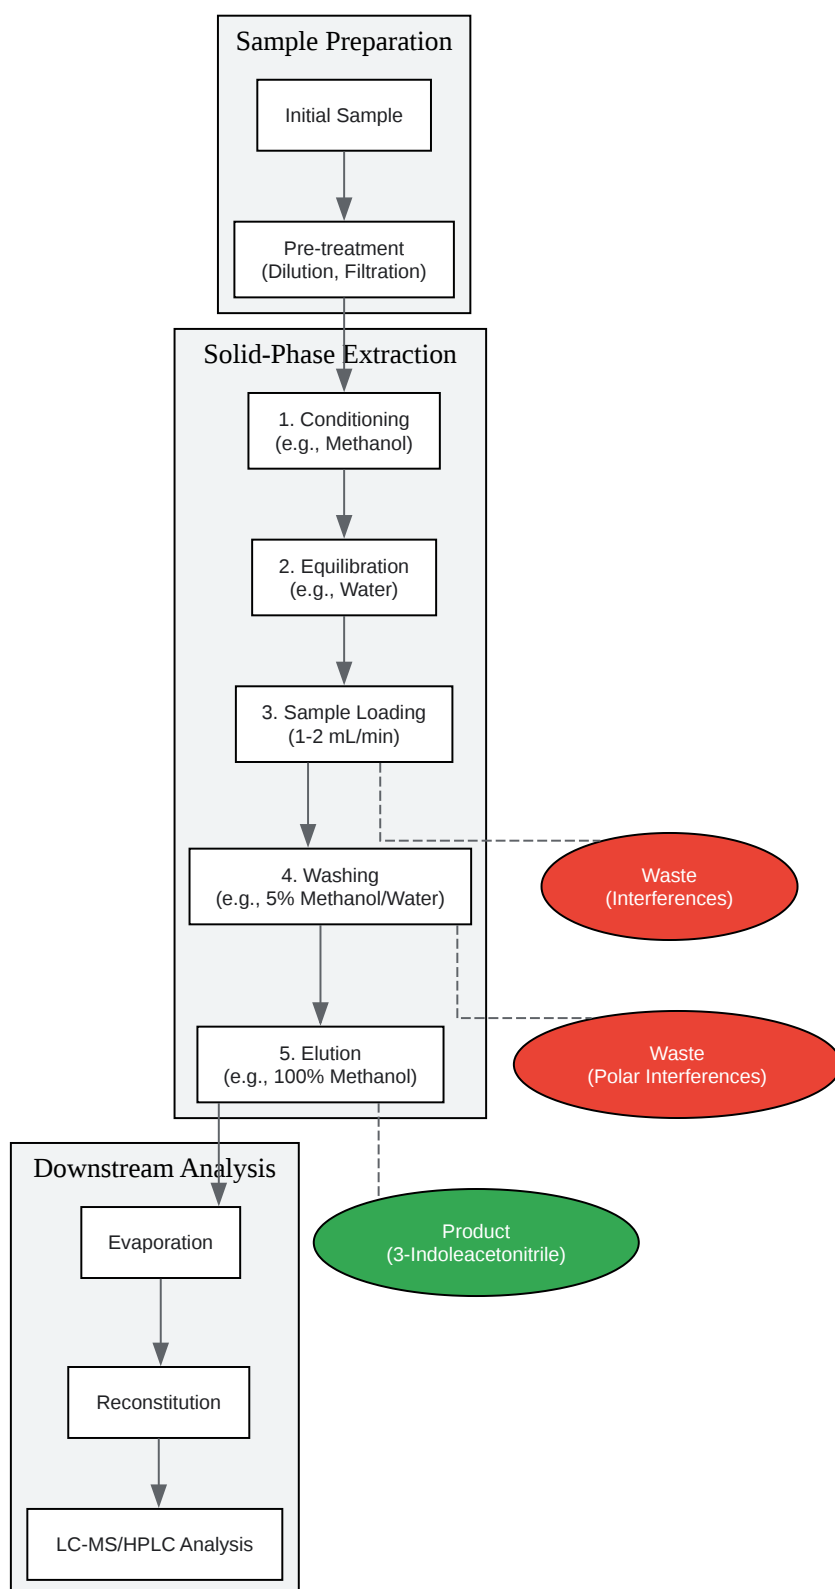 Sample Preparation
Initial Sample
Pre-treatment
(Dilution, Filtration)
Solid-Phase Extraction
1. Conditioning
(e.g., Methanol)
2. Equilibration
(e.g., Water)
3. Sample Loading
(1-2 mL/min)
4. Washing
(e.g., 5% Methanol/Water)
Waste
(Interferences)
5. Elution
(e.g., 100% Methanol)
Waste
(Polar Interferences)
Downstream Analysis
Evaporation
Product
(3-Indoleacetonitrile)
Reconstitution
LC-MS/HPLC Analysis